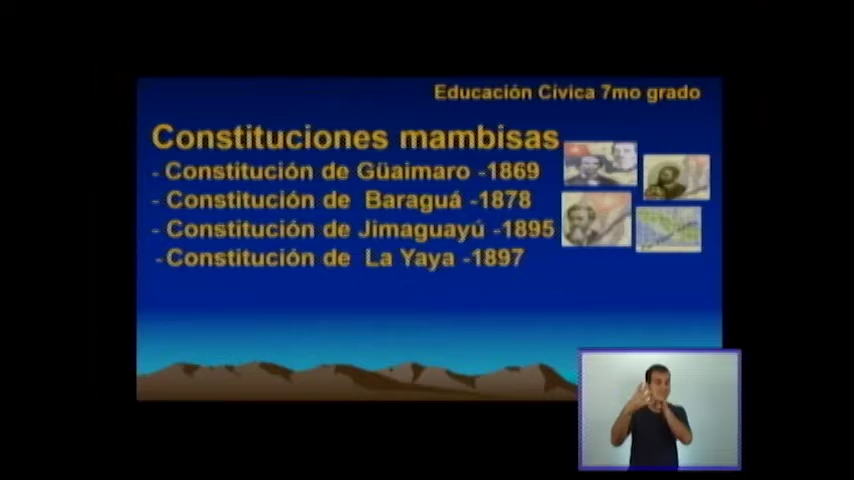 Educación Cívica 7mo grado
Constituciones mambisas
- Constitución de Güaimaro -1869
- Constitución de Baraguá -1878
- Constitución de Jimaguayú -1895
- Constitución de La Yaya -1897